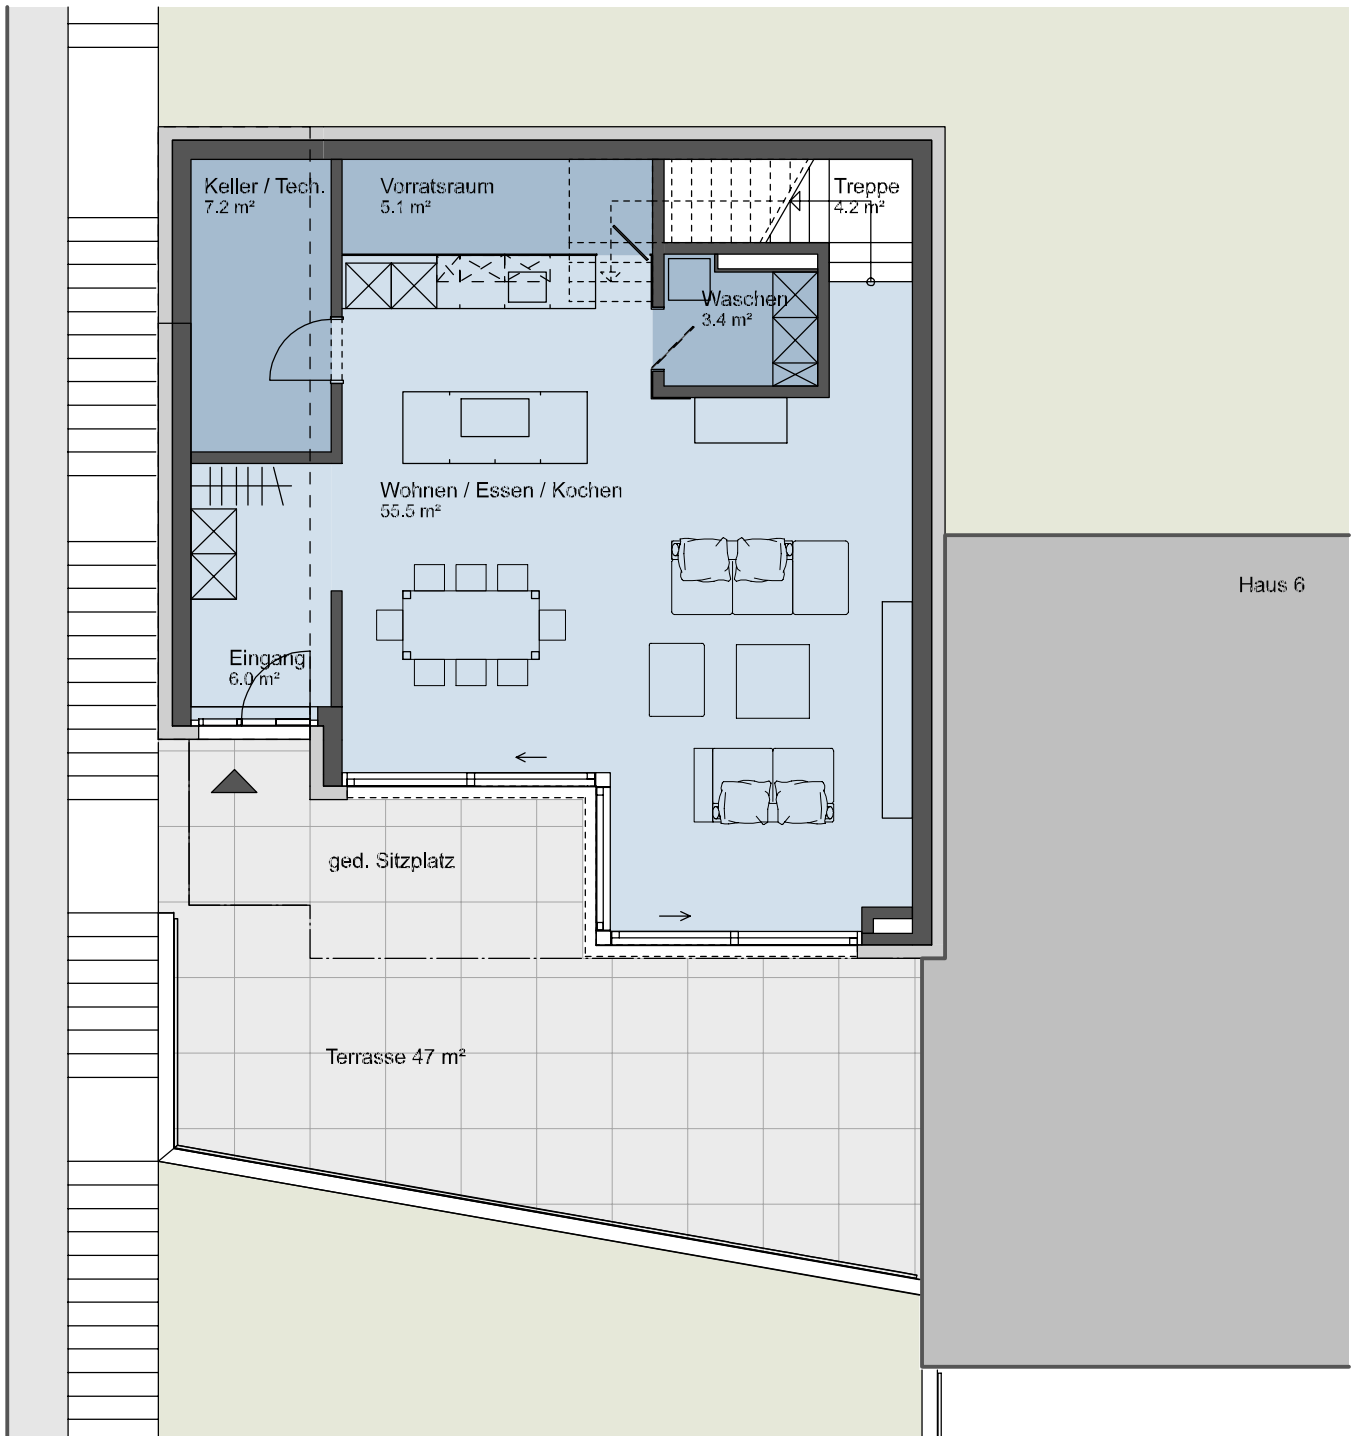 Keller / Tech.
7.2 m²
Vorratsraum
5.1 m²
Treppe
4.2 m²
Waschen
3.4 m²
Wohnen / Essen / Kochen
55.5 m²
Haus 6
Eingang
6.0 m²
ged. Sitzplatz
Terrasse 47 m²